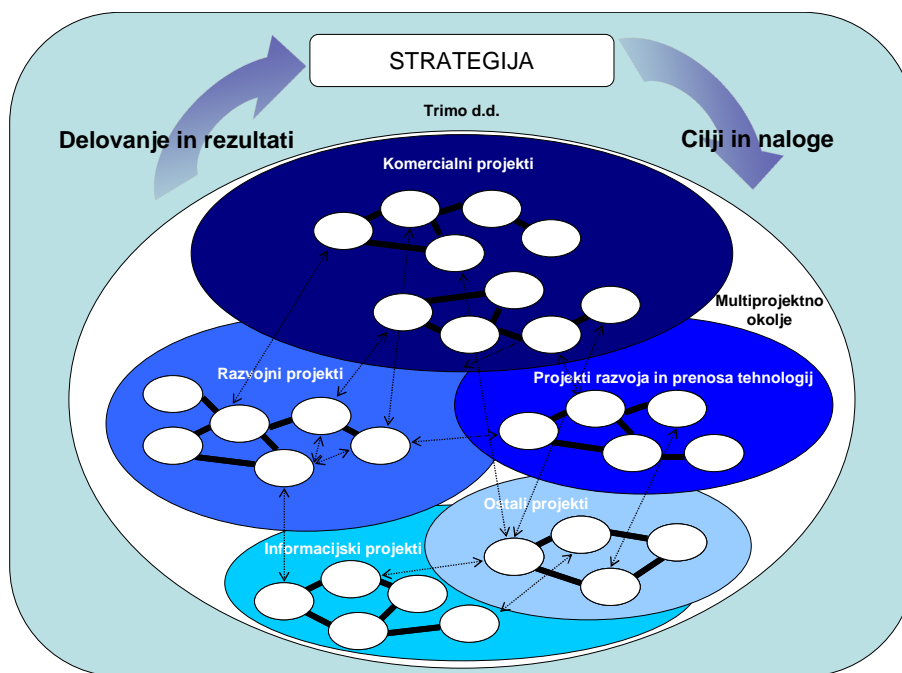 STRATEGIJA
Trimo d.d.
Delovanje in rezultati
Cilji in naloge
Komercialni projekti
Multiprojektno
okolje
Razvojni projekti
Projekti razvoja in prenosa tehnologij
Ostali projekti
Informacijski projekti